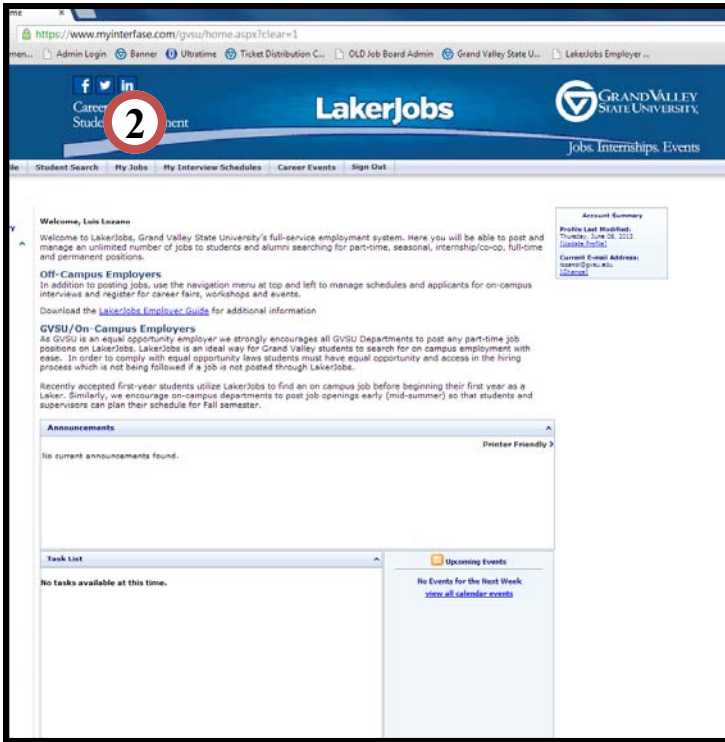 me x
https://www.myinterfase.com/gvsu/home.aspx?clear=1
men... Admin Login Banner Ultratime Ticket Distribution C... OLD Job Board Admin Grand Valley State U... LakerJobs Employer ...
f in
Career
Stude ment
2
LakerJobs
GRAND VALLEY
STATE UNIVERSITY.
Jobs. Internships. Events
ile Student Search My Jobs My Interview Schedules Career Events Sign Out
Welcome, Luis Lozano
Welcome to LakerJobs, Grand Valley State University's full-service employment system. Here you will be able to post and
manage an unlimited number of jobs to students and alumni searching for part-time, seasonal, internship/co-op, full-time
and permanent positions.
Off-Campus Employers
In addition to posting jobs, use the navigation menu at top and left to manage schedules and applicants for on-campus
interviews and register for career fairs, workshops and events.
Download the LakerJobs Employer Guide for additional information
GVSU/On-Campus Employers
As GVSU is an equal opportunity employer we strongly encourages all GVSU Departments to post any part-time job
positions on LakerJobs. LakerJobs is an ideal way for Grand Valley students to search for on campus employment with
ease. In order to comply with equal opportunity laws students must have equal opportunity and access in the hiring
process which is not being followed if a job is not posted through LakerJobs.
Recently accepted first-year students utilize LakerJobs to find an on campus job before beginning their first year as a
Laker. Similarly, we encourage on-campus departments to post job openings early (mid-summer) so that students and
supervisors can plan their schedule for Fall semester.
Account Summary
Profile Last Modified:
Thursday, June 06, 2013
[Update Profile]
Current E-mail Address:
lozanol@gvsu.edu
[Change]
Announcements
Printer Friendly
No current announcements found.
Task List
No tasks available at this time.
Upcoming Events
No Events for the Next Week
view all calendar events